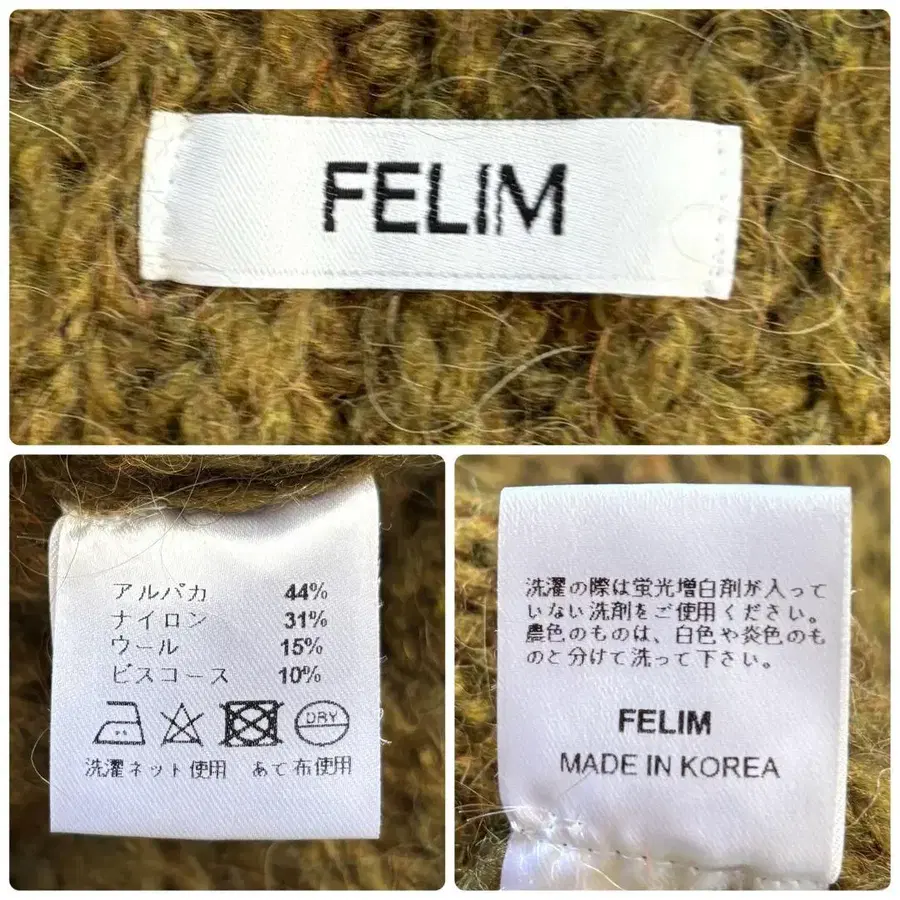 FELIM
アルパカ 44%
ナイロン 31%
ウール 15%
ビスコース 10%
DRY
洗濯ネット使用 あて布使用
洗濯の際は蛍光増白剤が入って
いない洗剤をご使用ください。
農色のものは、白色や炎色のも
のと分けて洗って下さい。
FELIM
MADE IN KOREA